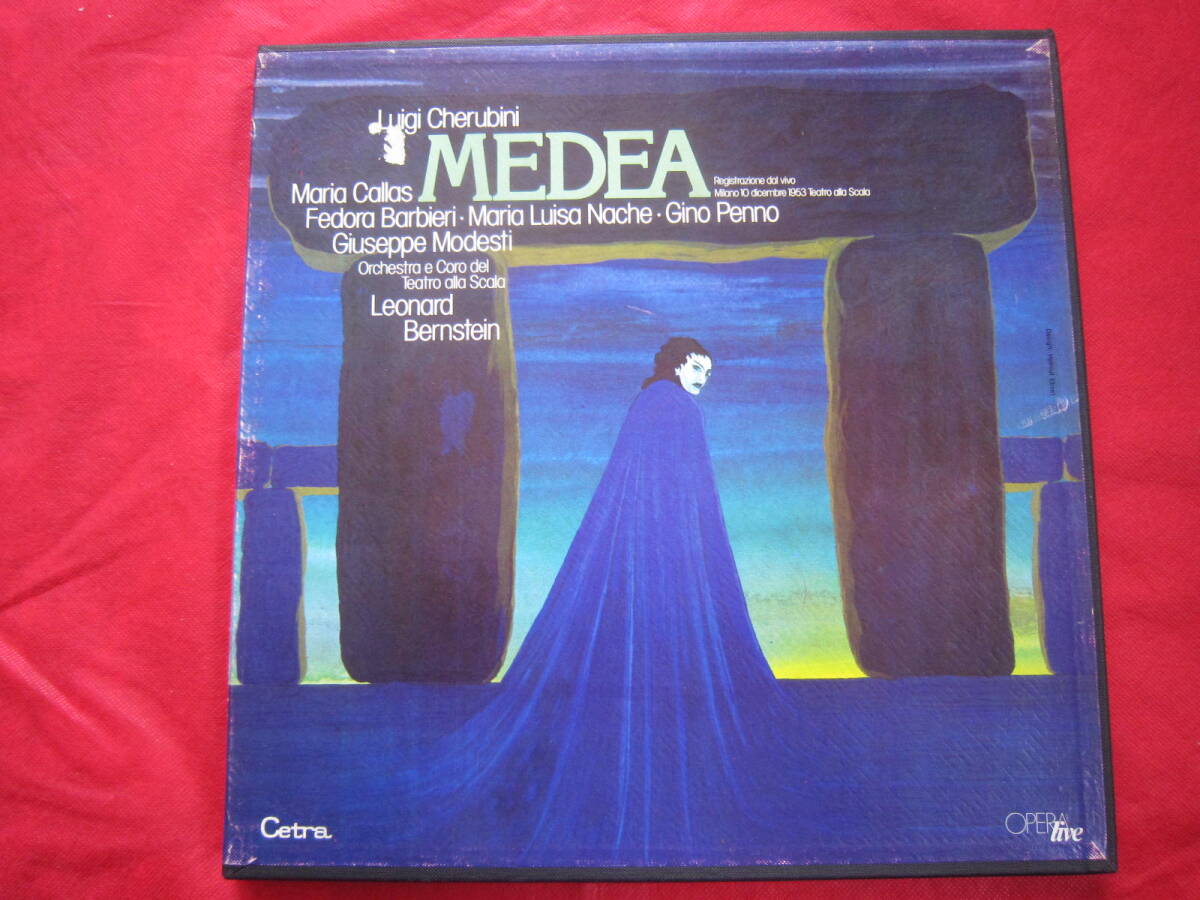 Luigi Cherubini
MEDEA
Registrazione dal vivo
Milano 10 dicembre 1953 Teatro alla Scala
Maria Callas
Fedora Barbieri · Maria Luisa Nache · Gino Penno
Giuseppe Modesti
Orchestra e Coro del
Teatro alla Scala
Leonard
Bernstein
Cetra
OPERA
live